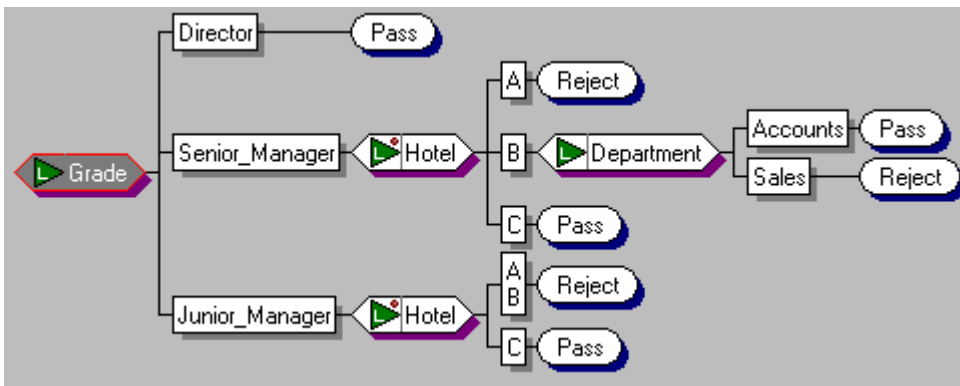 Director Pass
A Reject
Grade Senior_Manager L Hotel B L Department Accounts Pass
Sales Reject
C Pass
Junior_Manager L Hotel A
B Reject
C Pass